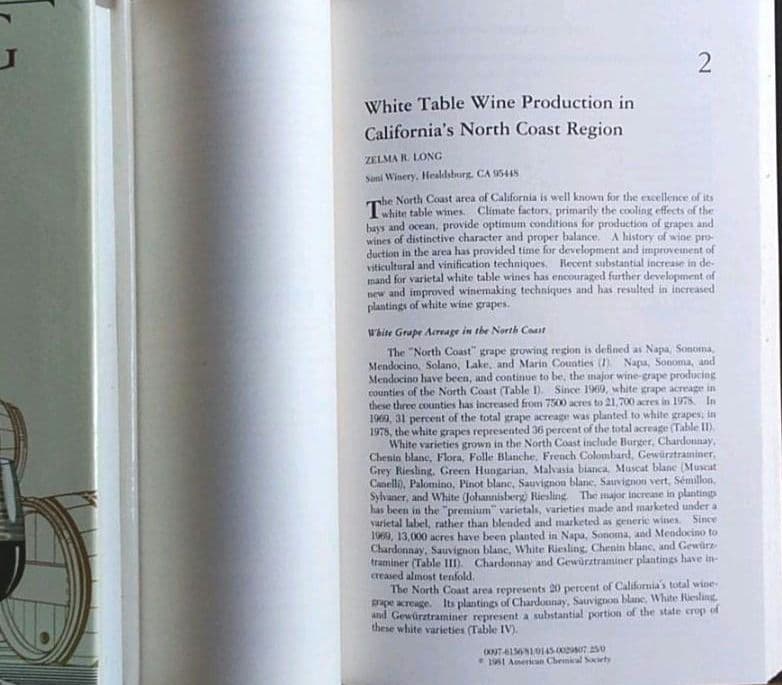 G
2
White Table Wine Production in
California's North Coast Region
ZELMA R. LONG
Simi Winery, Healdsburg, CA 95448
The North Coast area of California is well known for the excellence of its
white table wines. Climate factors, primarily the cooling effects of the
bays and ocean, provide optimum conditions for production of grapes and
wines of distinctive character and proper balance. A history of wine pro-
duction in the area has provided time for development and improvement of
viticultural and vinification techniques. Recent substantial increase in de-
mand for varietal white table wines has encouraged further development of
new and improved winemaking techniques and has resulted in increased
plantings of white wine grapes.
White Grape Acreage in the North Coast
The "North Coast" grape growing region is defined as Napa, Sonoma,
Mendocino, Solano, Lake, and Marin Counties (1). Napa, Sonoma, and
Mendocino have been, and continue to be, the major wine-grape producing
counties of the North Coast (Table I). Since 1969, white grape acreage in
these three counties has increased from 7500 acres to 21,700 acres in 1978. In
1969, 31 percent of the total grape acreage was planted to white grapes; in
1978, the white grapes represented 36 percent of the total acreage (Table II).
White varieties grown in the North Coast include Burger, Chardonnay,
Chenin blanc, Flora, Folle Blanche, French Colombard, Gewürztraminer,
Grey Riesling, Green Hungarian, Malvasia bianca, Muscat blanc (Muscat
Canelli), Palomino, Pinot blanc, Sauvignon blanc, Sauvignon vert, Sémillon,
Sylvaner, and White (Johannisberg) Riesling. The major increase in plantings
has been in the "premium" varietals, varieties made and marketed under a
varietal label, rather than blended and marketed as generic wines. Since
1969, 13,000 acres have been planted in Napa, Sonoma, and Mendocino to
Chardonnay, Sauvignon blanc, White Riesling, Chenin blanc, and Gewürz-
traminer (Table III). Chardonnay and Gewürztraminer plantings have in-
creased almost tenfold.
The North Coast area represents 20 percent of California's total wine-
grape acreage. Its plantings of Chardonnay, Sauvignon blanc, White Riesling,
and Gewürztraminer represent a substantial portion of the state crop of
these white varieties (Table IV).
0097-6156/81/0145-0029$07.25/0
© 1981 American Chemical Society